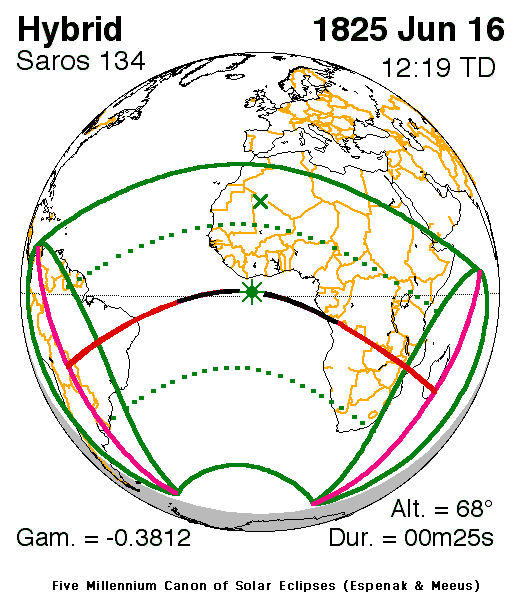 Hybrid 1825 Jun 16
Saros 134 12:19 TD
Alt. = 68°
Gam. = -0.3812 Dur. = 00m25s
Five Millennium Canon of Solar Eclipses (Espenak & Meeus)